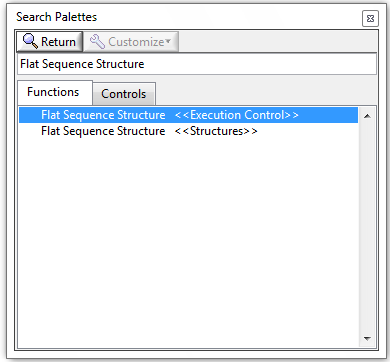 Search Palettes
Return Customize
Flat Sequence Structure
Functions Controls
Flat Sequence Structure <<Execution Control>>
Flat Sequence Structure <<Structures>>